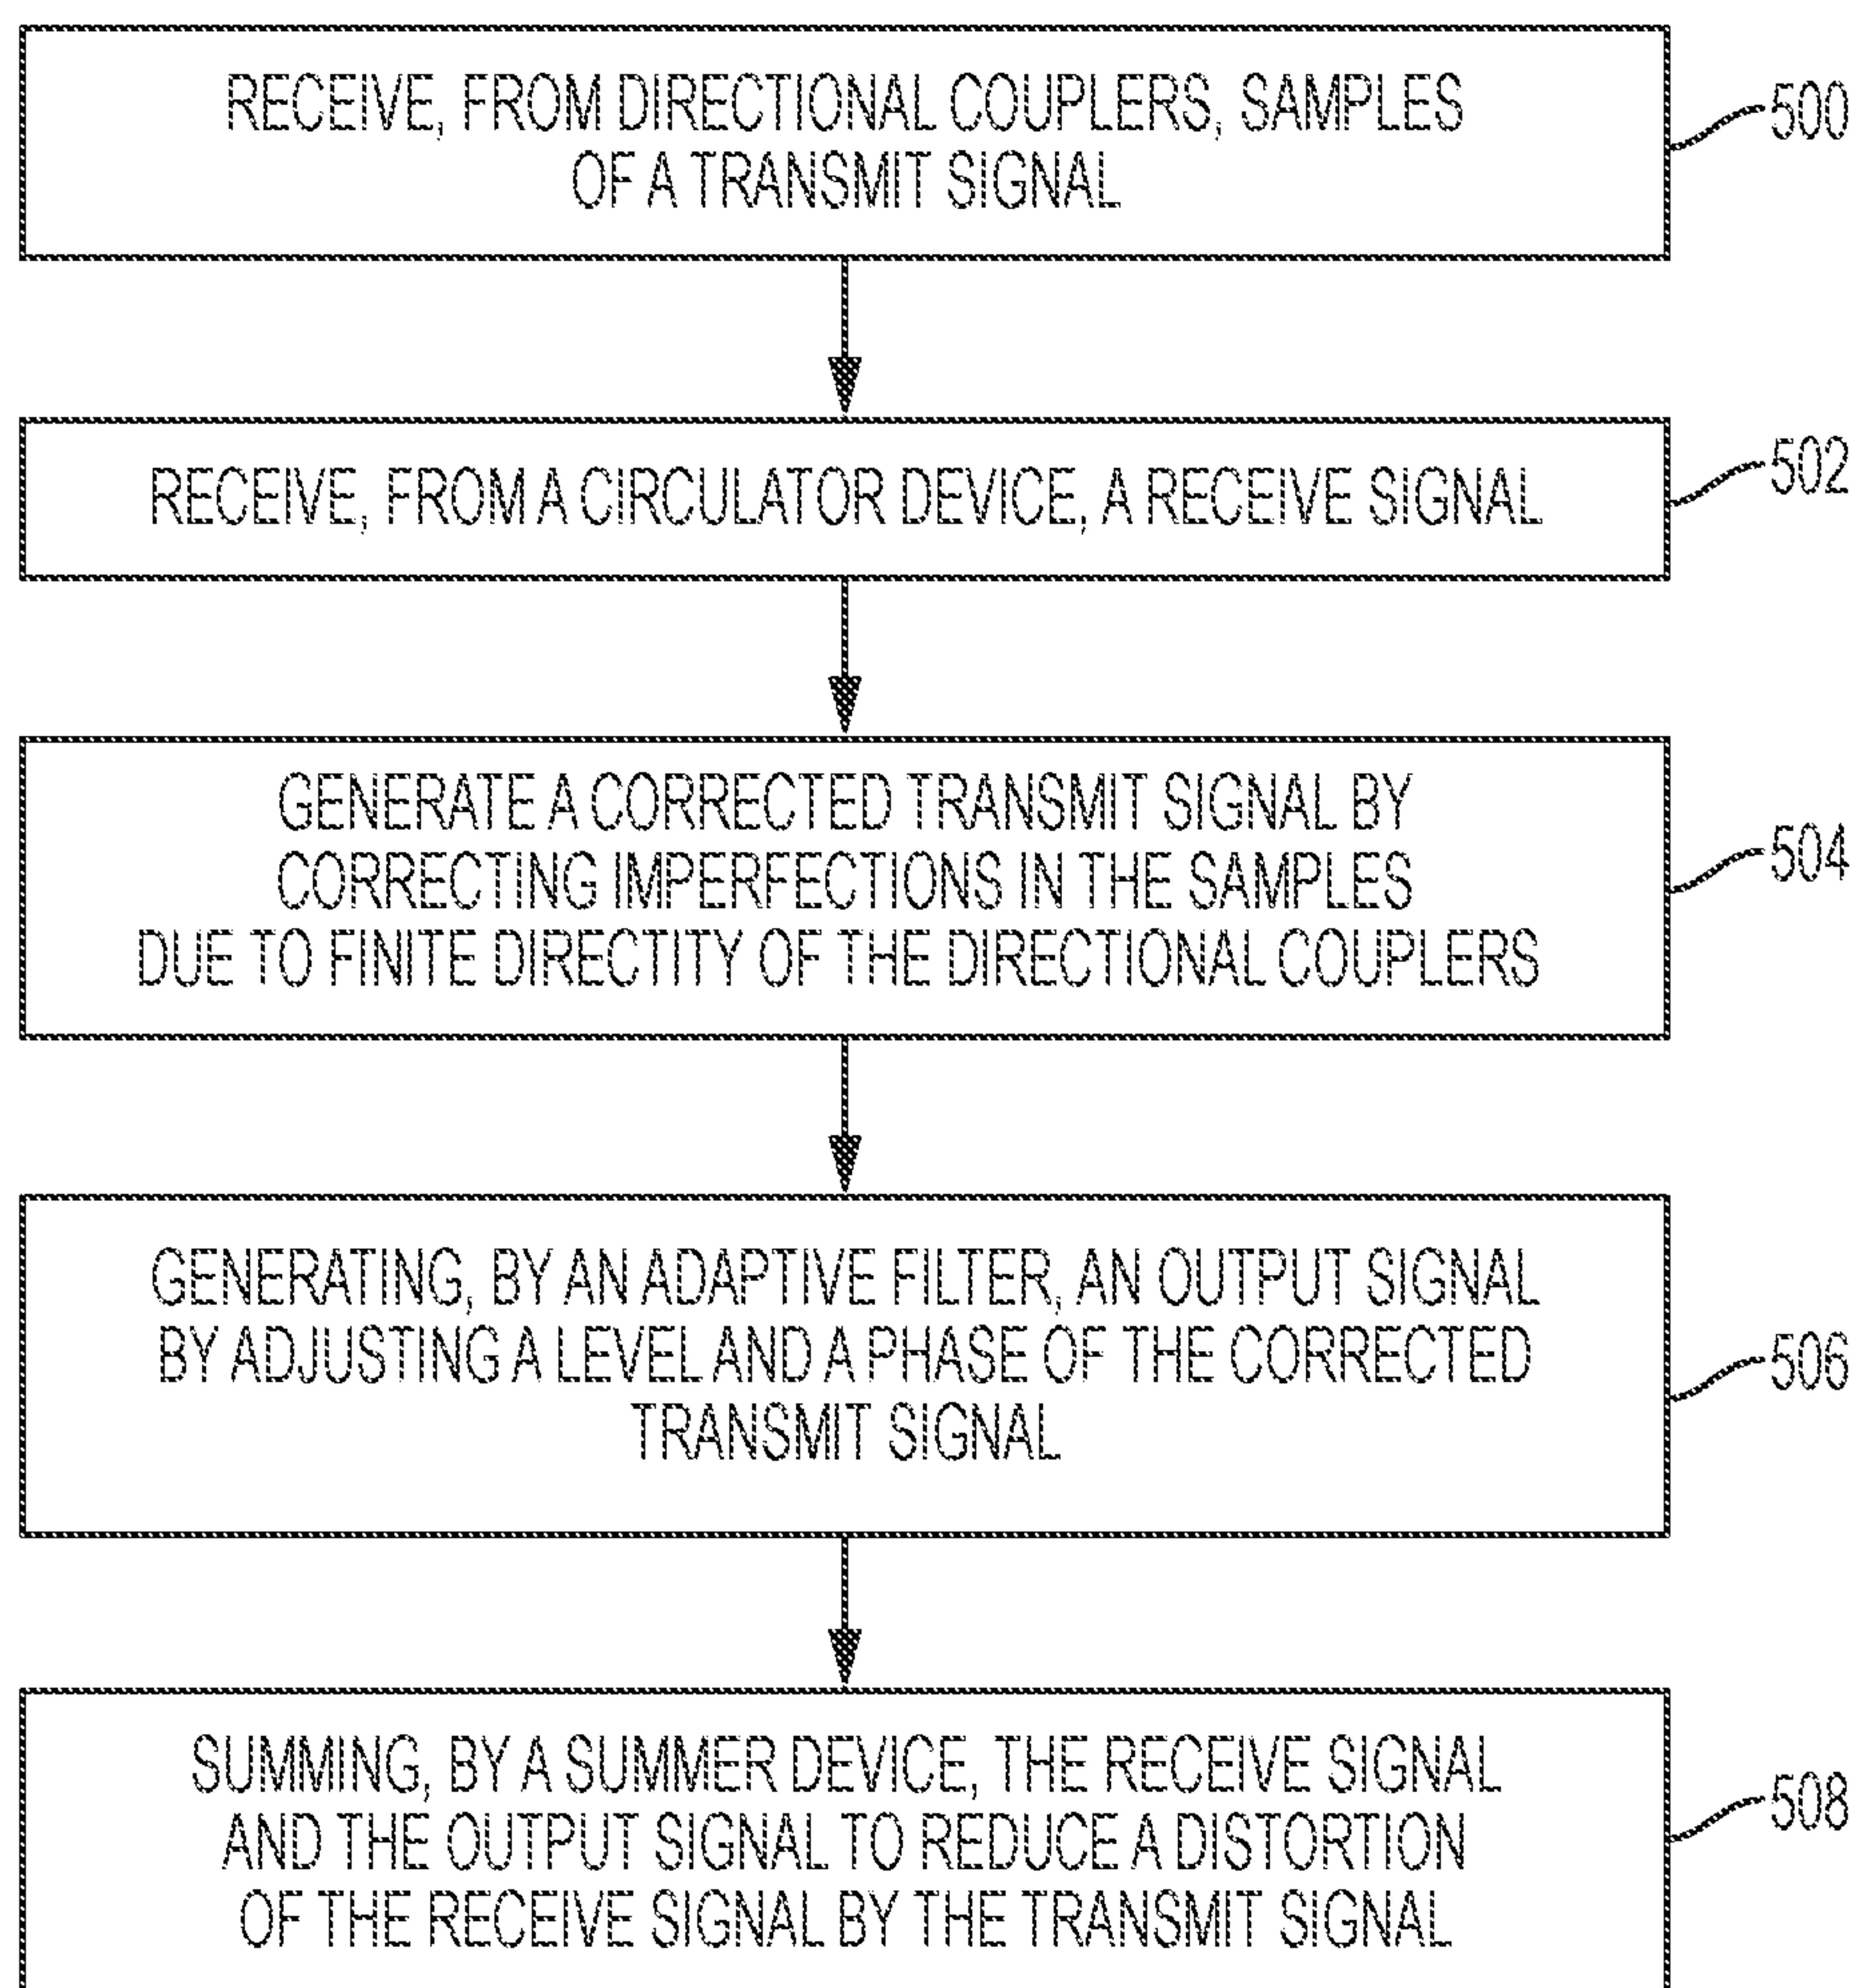 RECEIVE, FROM DIRECTIONAL COUPLERS, SAMPLES
OF A TRANSMIT SIGNAL
500
RECEIVE, FROM A CIRCULATOR DEVICE, A RECEIVE SIGNAL
502
GENERATE A CORRECTED TRANSMIT SIGNAL BY
CORRECTING IMPERFECTIONS IN THE SAMPLES
DUE TO FINITE DIRECTITY OF THE DIRECTIONAL COUPLERS
504
GENERATING, BY AN ADAPTIVE FILTER, AN OUTPUT SIGNAL
BY ADJUSTING A LEVEL AND A PHASE OF THE CORRECTED
TRANSMIT SIGNAL
506
SUMMING, BY A SUMMER DEVICE, THE RECEIVE SIGNAL
AND THE OUTPUT SIGNAL TO REDUCE A DISTORTION
OF THE RECEIVE SIGNAL BY THE TRANSMIT SIGNAL
508